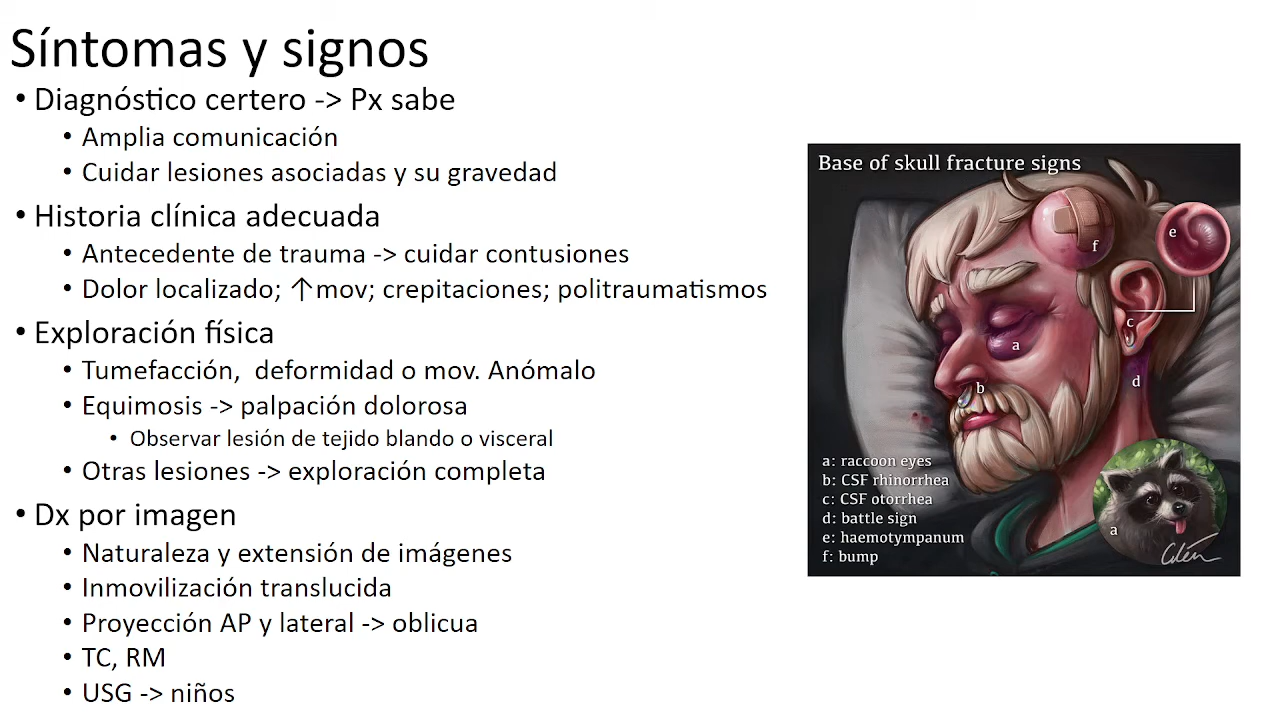 Síntomas y signos
• Diagnóstico certero -> Px sabe
• Amplia comunicación
• Cuidar lesiones asociadas y su gravedad
• Historia clínica adecuada
• Antecedente de trauma -> cuidar contusiones
• Dolor localizado; ↑mov; crepitaciones; politraumatismos
• Exploración física
• Tumefacción,  deformidad o mov. Anómalo
• Equimosis -> palpación dolorosa
• Observar lesión de tejido blando o visceral
• Otras lesiones -> exploración completa
• Dx por imagen
• Naturaleza y extensión de imágenes
• Inmovilización translucida
• Proyección AP y lateral -> oblicua
• TC, RM
• USG -> niños
Base of skull fracture signs
f
e
c
a
d
b
a: raccoon eyes
b: CSF rhinorrhea
c: CSF otorrhea
d: battle sign
e: haemotympanum
f: bump
a